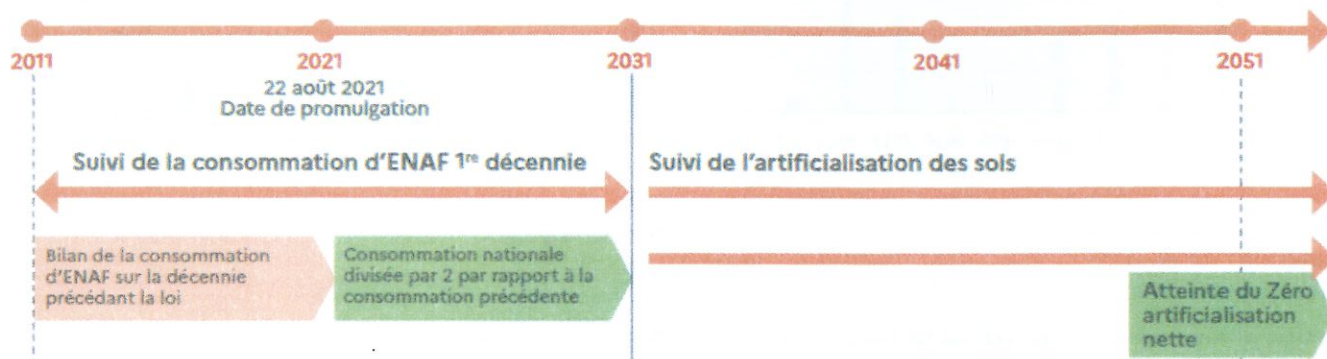 2011
2021
2031
2041
2051
22 août 2021
Date de promulgation
Suivi de la consommation d'ENAF 1re décennie
Suivi de l'artificialisation des sols
Bilan de la consommation
d'ENAF sur la décennie
précédant la loi
Consommation nationale
divisée par 2 par rapport à la
consommation précédente
Atteinte du Zéro
artificialisation
nette